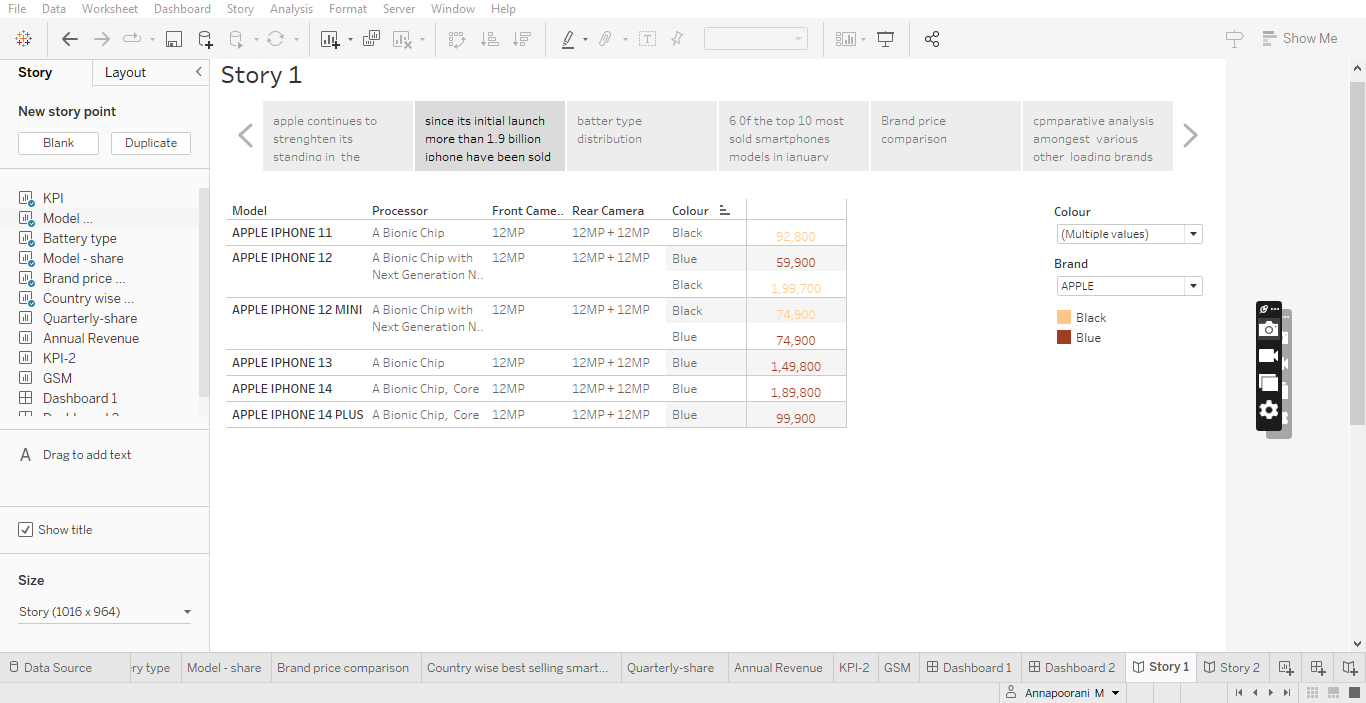 File Data Worksheet Dashboard Story Analysis Format Server Window Help
Show Me
Story Layout
New story point
Blank Duplicate
KPI
Model ...
Battery type
Model - share
Brand price ...
Country wise ...
Quarterly-share
Annual Revenue
KPI-2
GSM
Dashboard 1
A Drag to add text
Show title
Size
Story (1016 x 964)
Story 1
apple continues to
strenghten its
standing in the
since its initial launch
more than 1.9 billion
iphone have been sold
batter type
distribution
6 0f the top 10 most
sold smartphones
models in january
Brand price
comparison
cpmparative analysis
amongest various
other loading brands
Model Processor Front Came.. Rear Camera Colour
APPLE IPHONE 11 A Bionic Chip 12MP 12MP + 12MP Black 92,800
APPLE IPHONE 12 A Bionic Chip with 12MP 12MP + 12MP Blue 59,900
Next Generation N.. Black 1,99,700
APPLE IPHONE 12 MINI A Bionic Chip with 12MP 12MP + 12MP Black 74,900
Next Generation N.. Blue 74,900
APPLE IPHONE 13 A Bionic Chip 12MP 12MP + 12MP Blue 1,49,800
APPLE IPHONE 14 A Bionic Chip, Core 12MP 12MP + 12MP Blue 1,89,800
APPLE IPHONE 14 PLUS A Bionic Chip, Core 12MP 12MP + 12MP Blue 99,900
Colour
(Multiple values)
Brand
APPLE
Black
Blue
Data Source ry type Model - share Brand price comparison Country wise best selling smart... Quarterly-share Annual Revenue KPI-2 GSM Dashboard 1 Dashboard 2 Story 1 Story 2
Annapoorani M